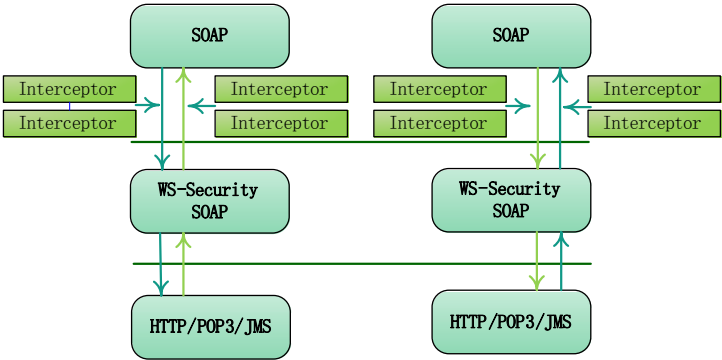 SOAP
SOAP
Interceptor
Interceptor
Interceptor
Interceptor
Interceptor
Interceptor
Interceptor
Interceptor
WS-Security
SOAP
WS-Security
SOAP
HTTP/POP3/JMS
HTTP/POP3/JMS